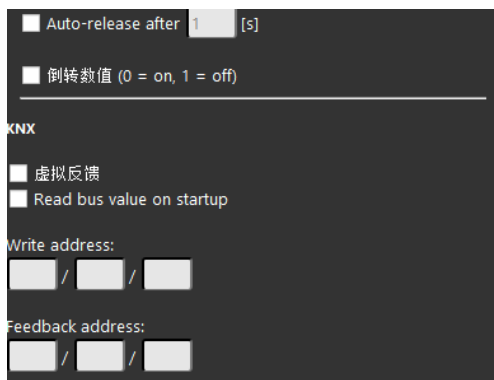 Auto-release after 1 [s]
倒转数值 (0 = on, 1 = off)
KNX
虚拟反馈
Read bus value on startup
Write address:
/ /
Feedback address:
/ /